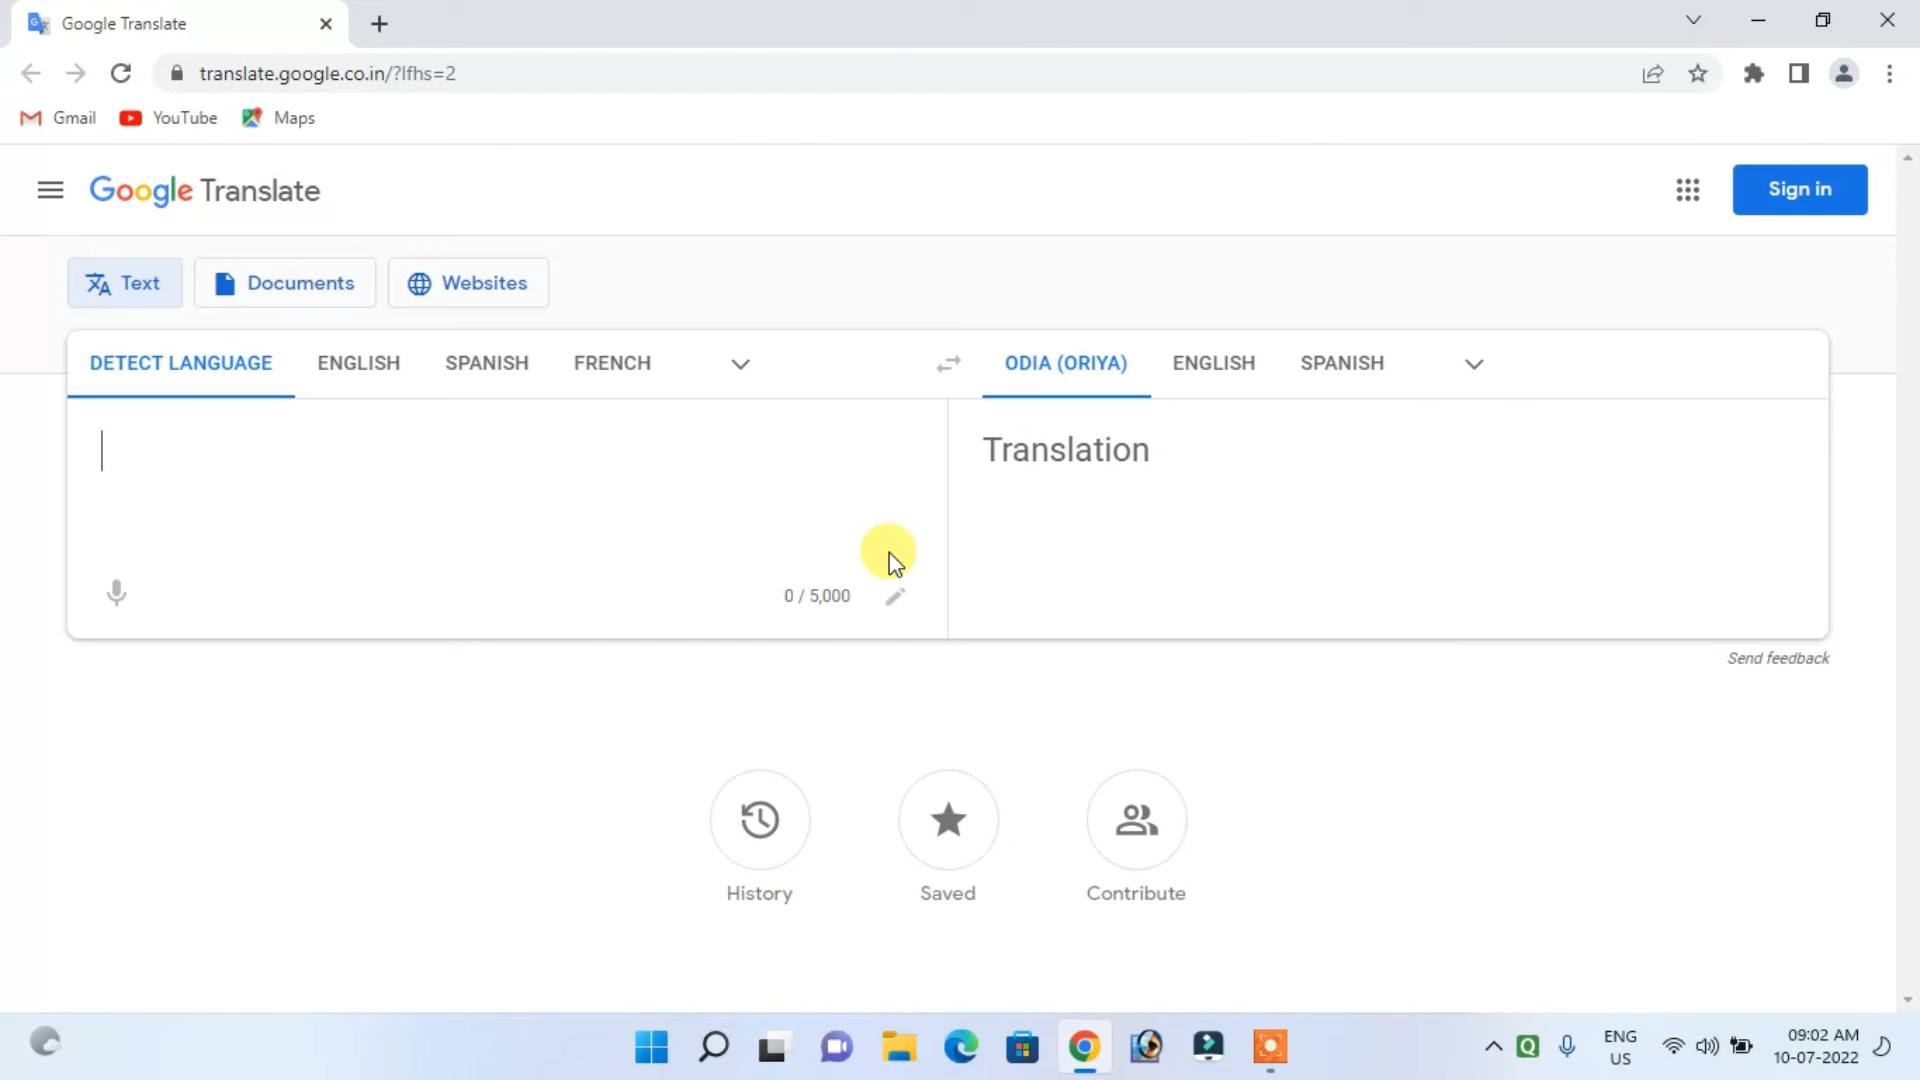 Google Translate
translate.google.co.in/?lfhs=2
Gmail YouTube Maps
Google Translate
Sign in
Text Documents Websites
DETECT LANGUAGE ENGLISH SPANISH FRENCH ODIA (ORIYA) ENGLISH SPANISH
Translation
0 / 5,000
Send feedback
History Saved Contribute
ENG 09:02 AM
US 10-07-2022